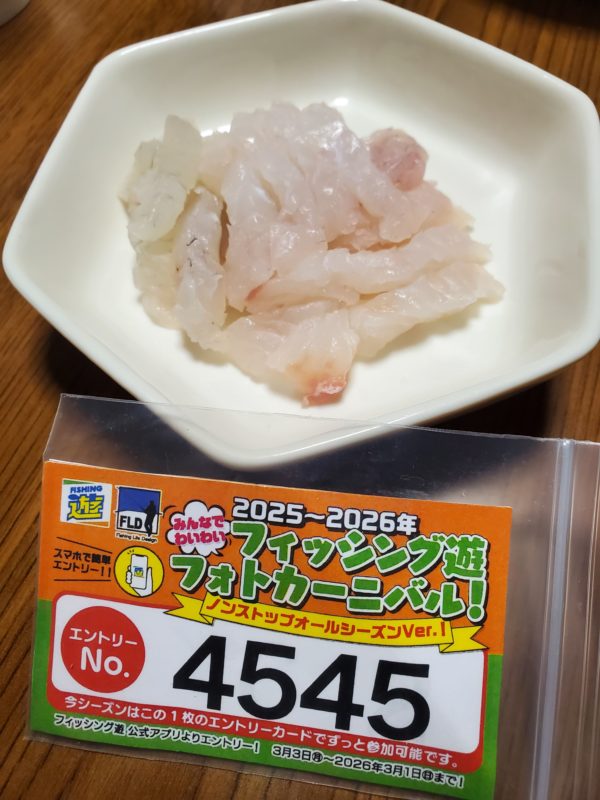 FISHING
遊
FLD
Fishing Life Design
2025~2026年
みんなで
わいわい
フィッシング遊
フォトカーニバル!
スマホで簡単
エントリー!!
ノンストップオールシーズンVer.1
エントリー
No.
4545
今シーズンはこの1枚のエントリーカードでずっと参加可能です。
フィッシング遊 公式アプリよりエントリー! 3月3日㊊~2026年3月1日㊐まで!